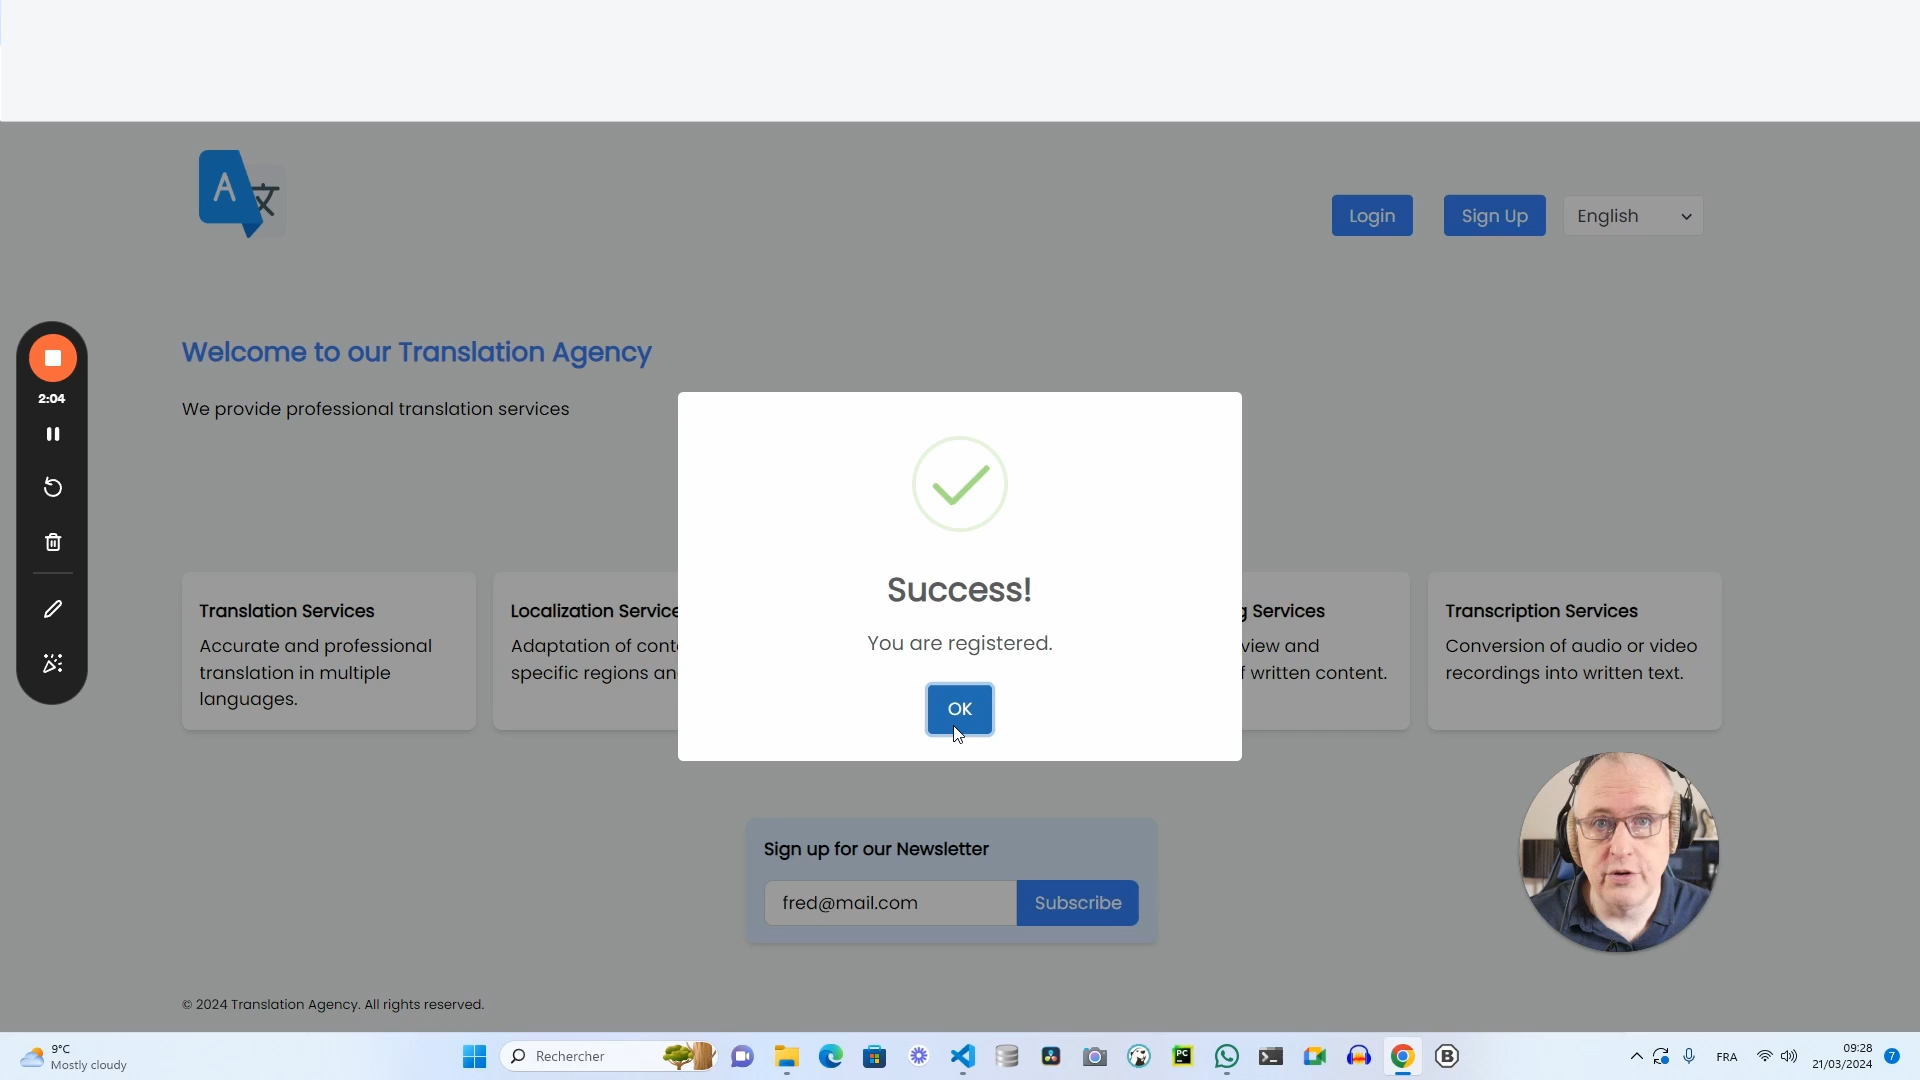 A 文
Login
Sign Up
English
Welcome to our Translation Agency
2:04
We provide professional translation services
Success!
You are registered.
OK
Translation Services
Accurate and professional
translation in multiple
languages.
Localization Service
Adaptation of cont
specific regions an
g Services
view and
f written content.
Transcription Services
Conversion of audio or video
recordings into written text.
Sign up for our Newsletter
fred@mail.com
Subscribe
© 2024 Translation Agency. All rights reserved.
9°C
Mostly cloudy
Rechercher
PC
B
FRA
09:28
21/03/2024
7